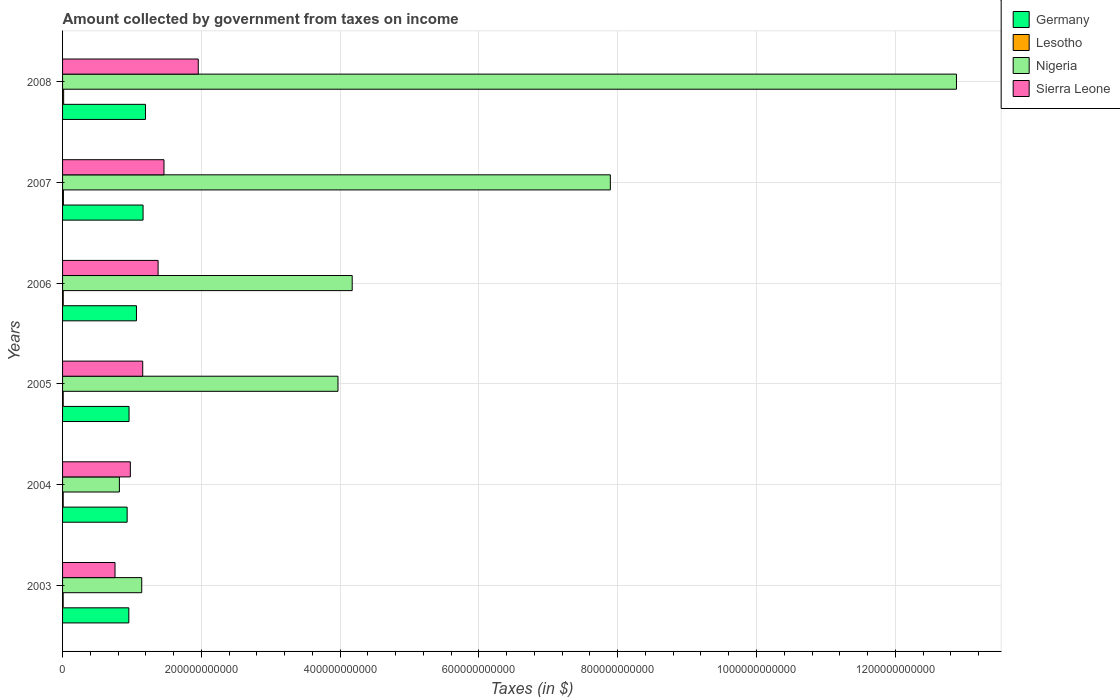 Amount collected by government from taxes on income
Germany
Lesotho
Nigeria
Sierra Leone
2008
2007
2006
2005
2004
2003
Years
0
200000000000
400000000000
600000000000
800000000000
1000000000000
1200000000000
Taxes (in $)